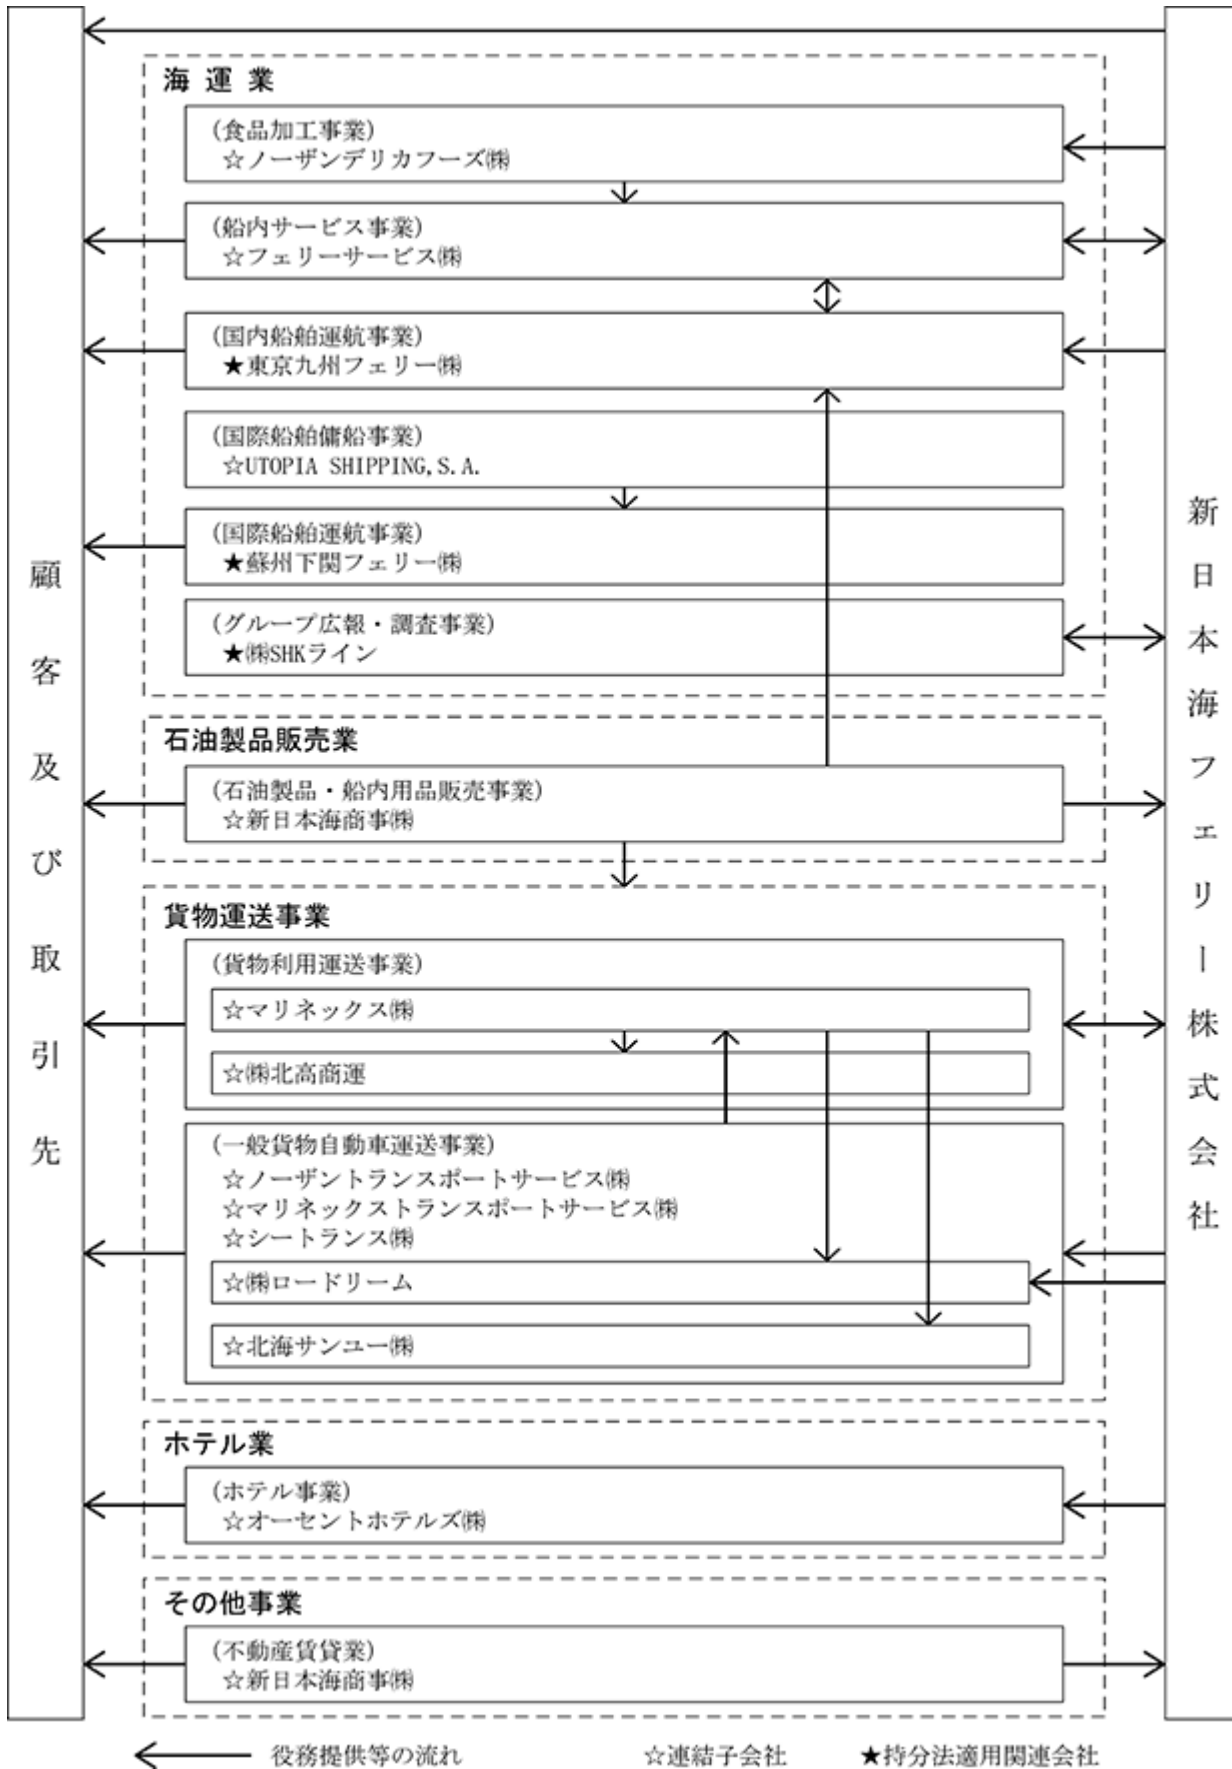 顧客及び取引先
海運業
(食品加工事業)
☆ノーザンデリカフーズ㈱
(船内サービス事業)
☆フェリーサービス㈱
(国内船舶運航事業)
★東京九州フェリー㈱
(国際船舶傭船事業)
☆UTOPIA SHIPPING,S.A.
(国際船舶運航事業)
★蘇州下関フェリー㈱
(グループ広報・調査事業)
★㈱SHKライン
石油製品販売業
(石油製品・船内用品販売事業)
☆新日本海商事㈱
貨物運送事業
(貨物利用運送事業)
☆マリネックス㈱
☆㈱北高商運
(一般貨物自動車運送事業)
☆ノーザントランスポートサービス㈱
☆マリネックストランスポートサービス㈱
☆シートランス㈱
☆㈱ロードリーム
☆北海サンユー㈱
ホテル業
(ホテル事業)
☆オーセントホテルズ㈱
その他事業
(不動産賃貸業)
☆新日本海商事㈱
新日本海フェリー株式会社
役務提供等の流れ
☆連結子会社
★持分法適用関連会社